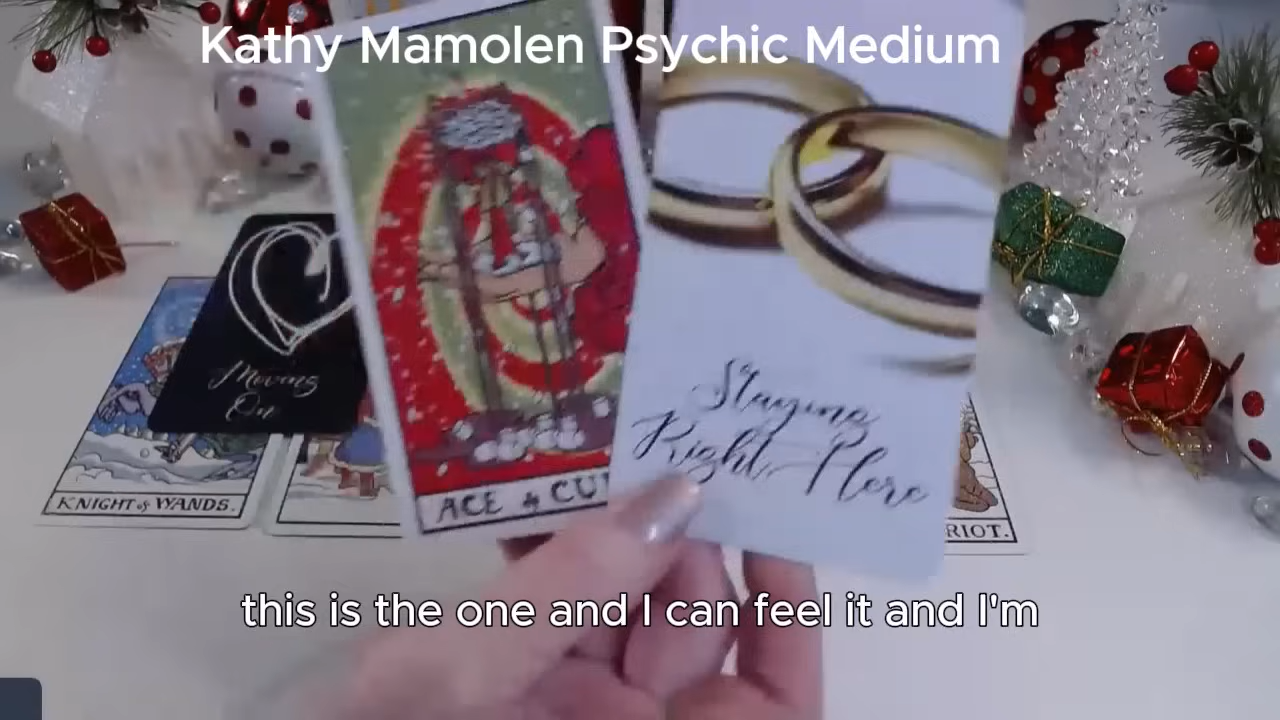 Kathy Mamolen Psychic Medium
Moving
On
ACE of CU
Staying
Right Here
KNIGHT of WANDS.
RIOT.
this is the one and I can feel it and I'm